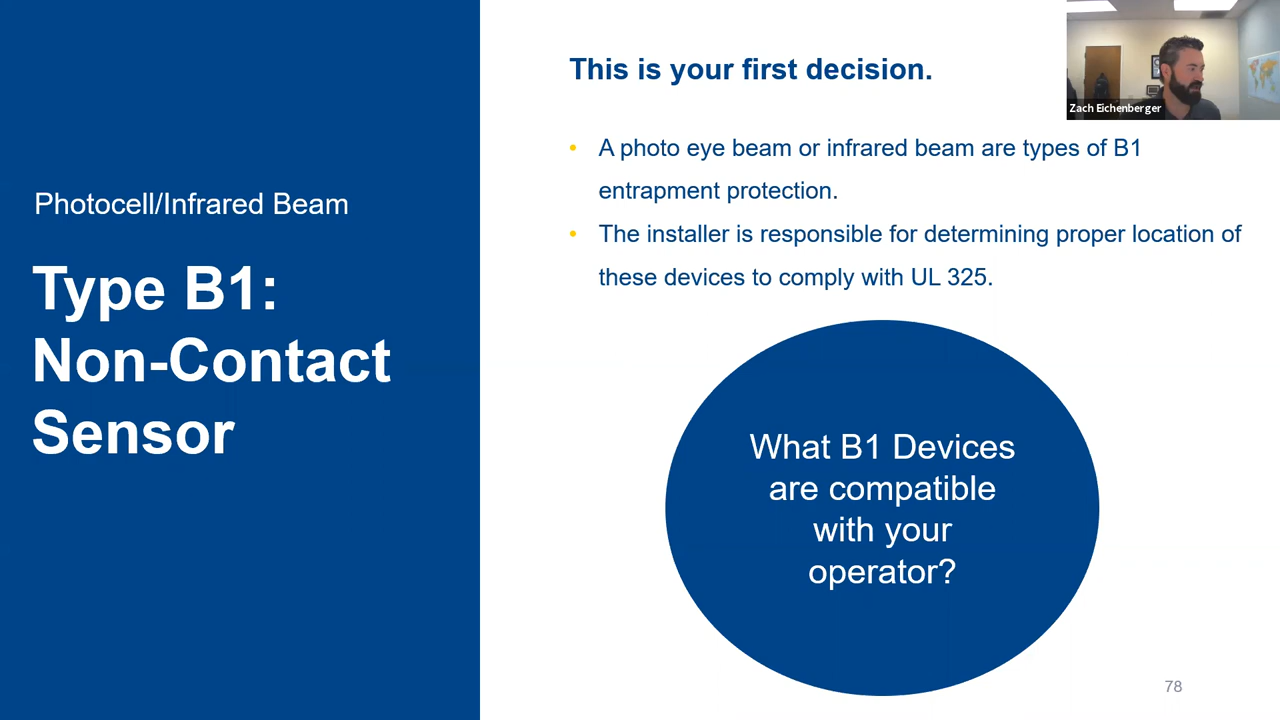 Photocell/Infrared Beam
Type B1:
Non-Contact
Sensor
This is your first decision.
• A photo eye beam or infrared beam are types of B1
entrapment protection.
• The installer is responsible for determining proper location of
these devices to comply with UL 325.
What B1 Devices
are compatible
with your
operator?
Zach Eichenberger
78